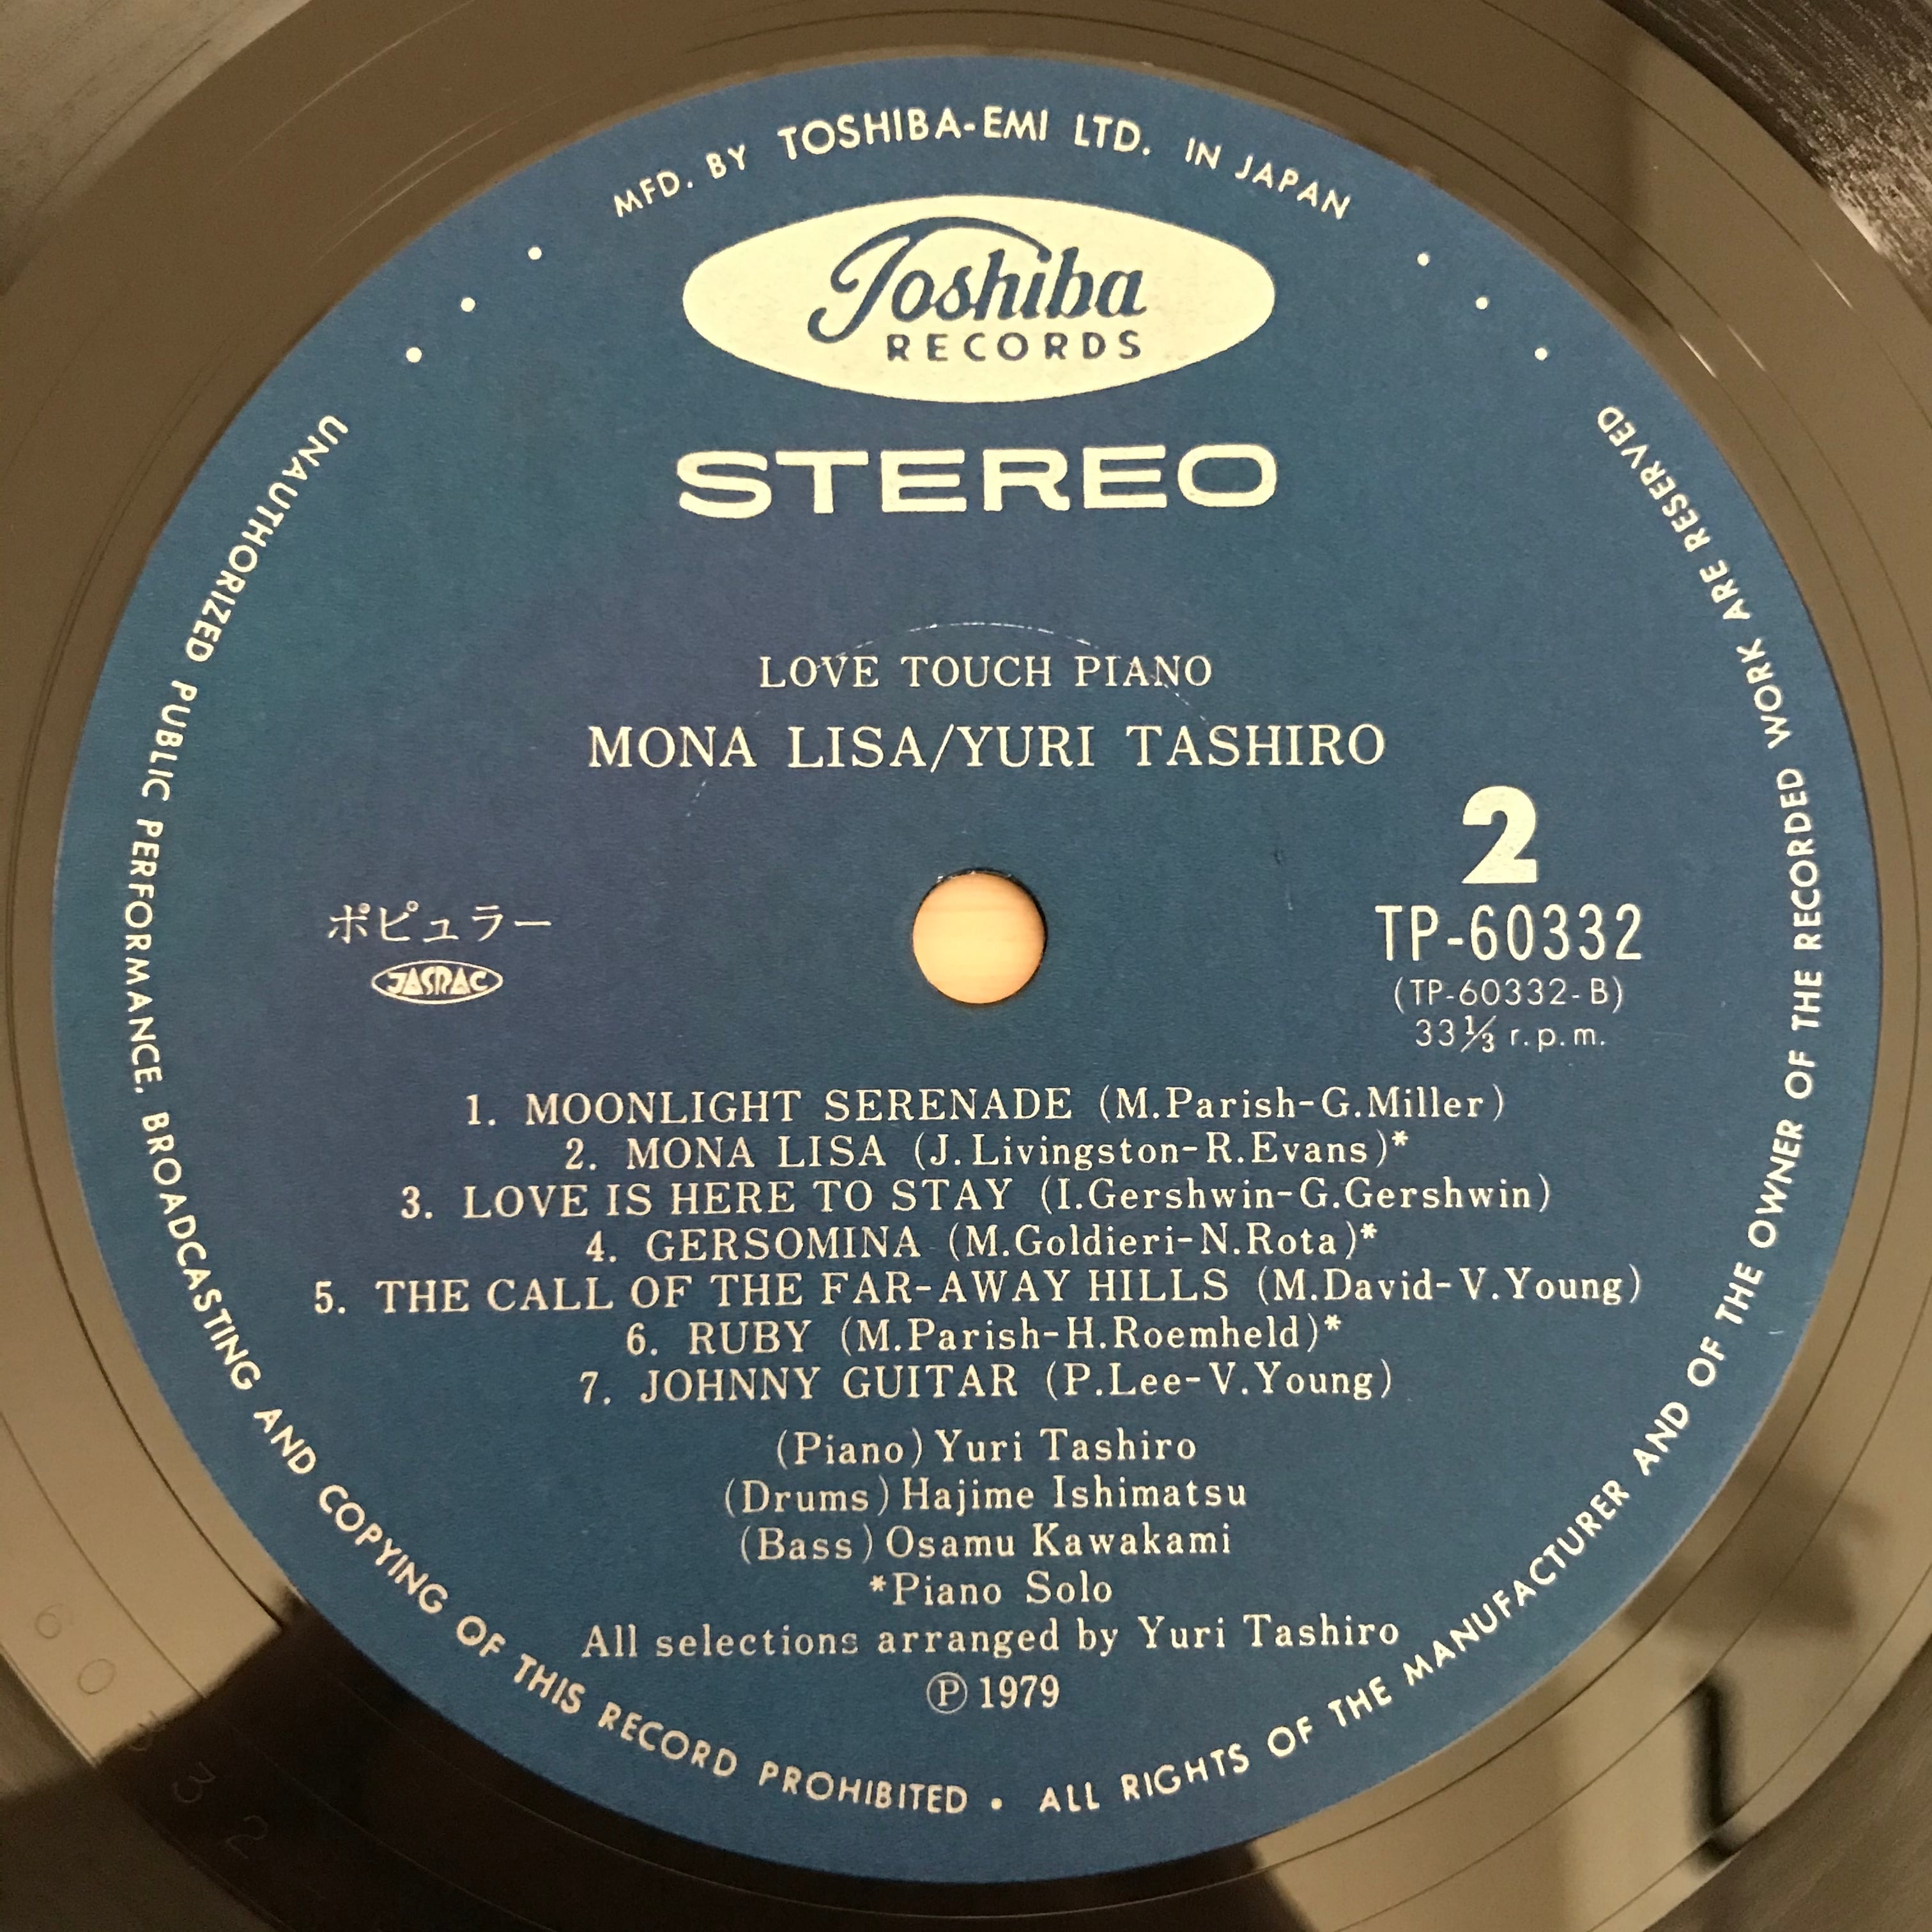 MFD. BY TOSHIBA-EMI LTD. IN JAPAN
Toshiba
RECORDS
STEREO
LOVE TOUCH PIANO
MONA LISA/YURI TASHIRO
2
ポピュラー
TP-60332
JASRAC
(TP-60332-B)
33⅓ r.p.m.
1. MOONLIGHT SERENADE (M.Parish-G.Miller)
2. MONA LISA (J.Livingston-R.Evans)*
3. LOVE IS HERE TO STAY (I.Gershwin-G.Gershwin)
4. GERSOMINA (M.Goldieri-N.Rota)*
5. THE CALL OF THE FAR-AWAY HILLS (M.David-V.Young)
6. RUBY (M.Parish-H.Roemheld)*
7. JOHNNY GUITAR (P.Lee-V.Young)
(Piano) Yuri Tashiro
(Drums) Hajime Ishimatsu
(Bass) Osamu Kawakami
*Piano Solo
All selections arranged by Yuri Tashiro
Ⓟ 1979
UNAUTHORIZED PUBLIC PERFORMANCE, BROADCASTING AND COPYING OF THIS RECORD PROHIBITED • ALL RIGHTS OF THE MANUFACTURER AND OF THE OWNER OF THE RECORDED WORK ARE RESERVED
60332